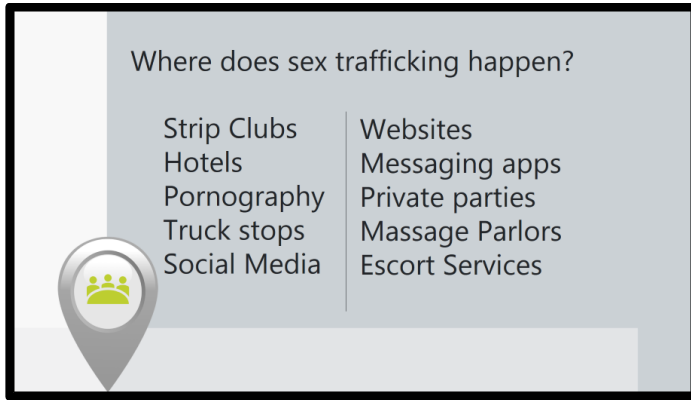 Where does sex trafficking happen?
Strip Clubs
Hotels
Pornography
Truck stops
Social Media
Websites
Messaging apps
Private parties
Massage Parlors
Escort Services